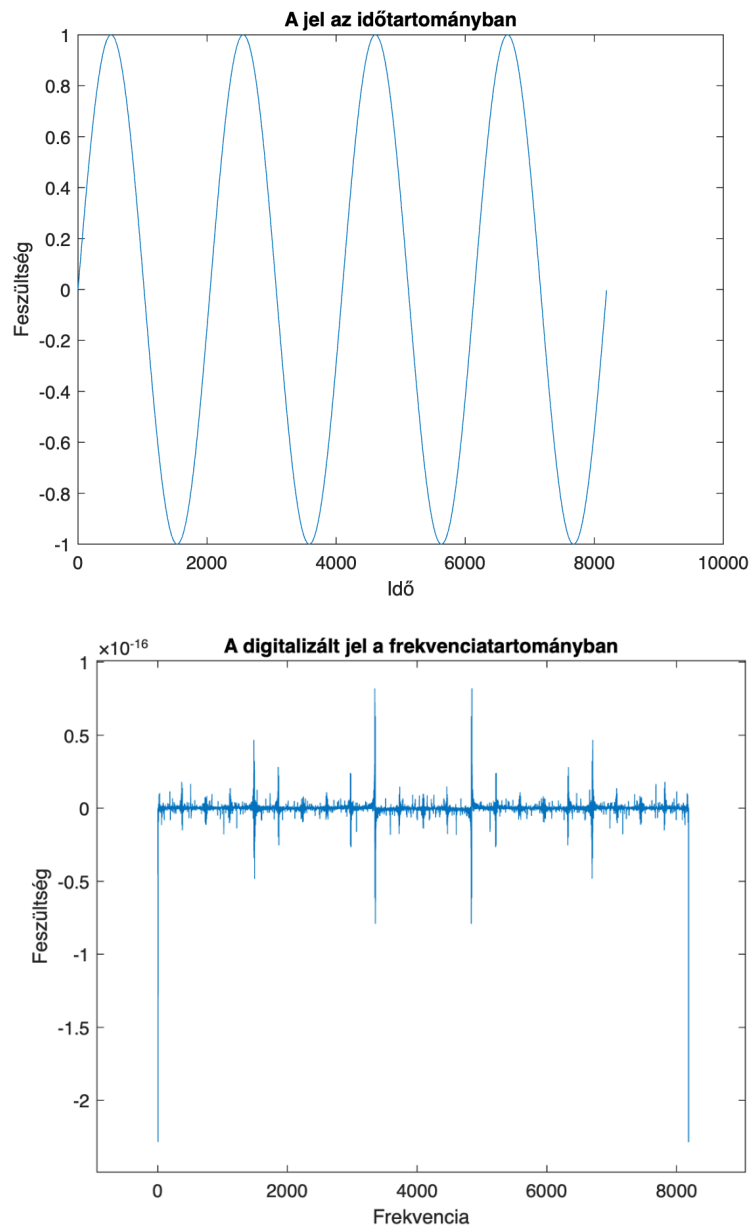 A jel az időtartományban
1
0.8
0.6
0.4
0.2
0
-0.2
-0.4
-0.6
-0.8
-1
Feszültség
0 2000 4000 6000 8000 10000
Idő
×10-16
A digitalizált jel a frekvenciatartományban
1
0.5
0
-0.5
-1
-1.5
-2
Feszültség
0 2000 4000 6000 8000
Frekvencia